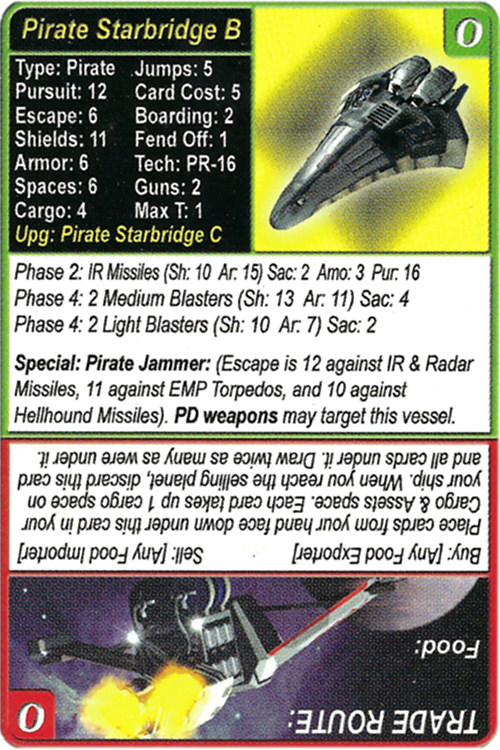 Pirate Starbridge B
0
Type: Pirate Jumps: 5
Pursuit: 12 Card Cost: 5
Escape: 6 Boarding: 2
Shields: 11 Fend Off: 1
Armor: 6 Tech: PR-16
Spaces: 6 Guns: 2
Cargo: 4 Max T: 1
Upg: Pirate Starbridge C
Phase 2: IR Missiles (Sh: 10 Ar: 15) Sac: 2 Amo: 3 Pur: 16
Phase 4: 2 Medium Blasters (Sh: 13 Ar: 11) Sac: 4
Phase 4: 2 Light Blasters (Sh: 10 Ar: 7) Sac: 2
Special: Pirate Jammer: (Escape is 12 against IR & Radar
Missiles, 11 against EMP Torpedos, and 10 against
Hellhound Missiles). PD weapons may target this vessel.
TRADE ROUTE:
0
Food:
Buy: [Any Food Exporter] Sell: [Any Food Importer]
Place cards from your hand face down under this card in your
Cargo & Assets space. Each card takes up 1 cargo space on
your ship. When you reach the selling planet, discard this card
and all cards under it. Draw twice as many as were under it.